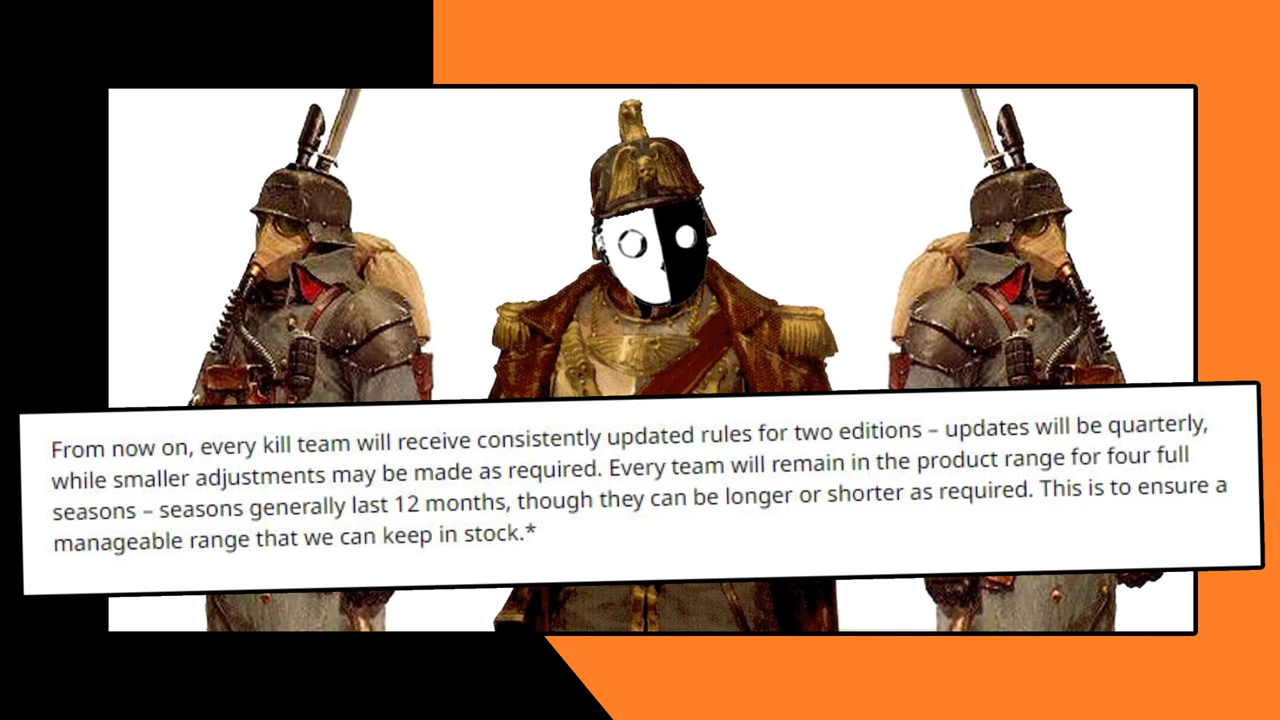 From now on, every kill team will receive consistently updated rules for two editions – updates will be quarterly,
while smaller adjustments may be made as required. Every team will remain in the product range for four full
seasons – seasons generally last 12 months, though they can be longer or shorter as required. This is to ensure a
manageable range that we can keep in stock.*